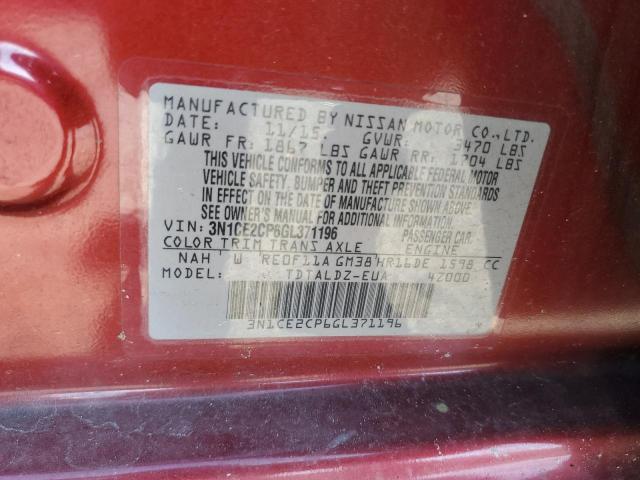 MANUFACTURED BY NISSAN MOTOR CO.,LTD.
DATE: 11/15 GVWR: 3470 LBS
GAWR FR: 1867 LBS GAWR RR: 1704 LBS
THIS VEHICLE CONFORMS TO ALL APPLICABLE FEDERAL MOTOR
VEHICLE SAFETY, BUMPER AND THEFT PREVENTION STANDARDS
IN EFFECT ON THE DATE OF MANUFACTURE SHOWN ABOVE.
SEE OWNER'S MANUAL FOR ADDITIONAL INFORMATION.
VIN: 3N1CE2CP6GL371196 PASSENGER CAR
COLOR TRIM TRANS AXLE ENGINE
NAH W RE0F11A GM38 HR16DE 1598 CC
MODEL: TDTALDZ-EUA 4Z000
3N1CE2CP6GL371196